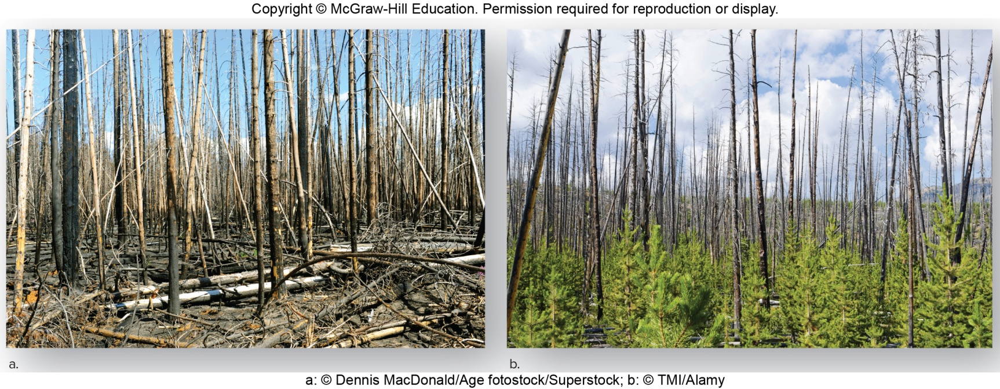 Copyright © McGraw-Hill Education. Permission required for reproduction or display.
a.
b.
a: © Dennis MacDonald/Age fotostock/Superstock; b: © TMI/Alamy